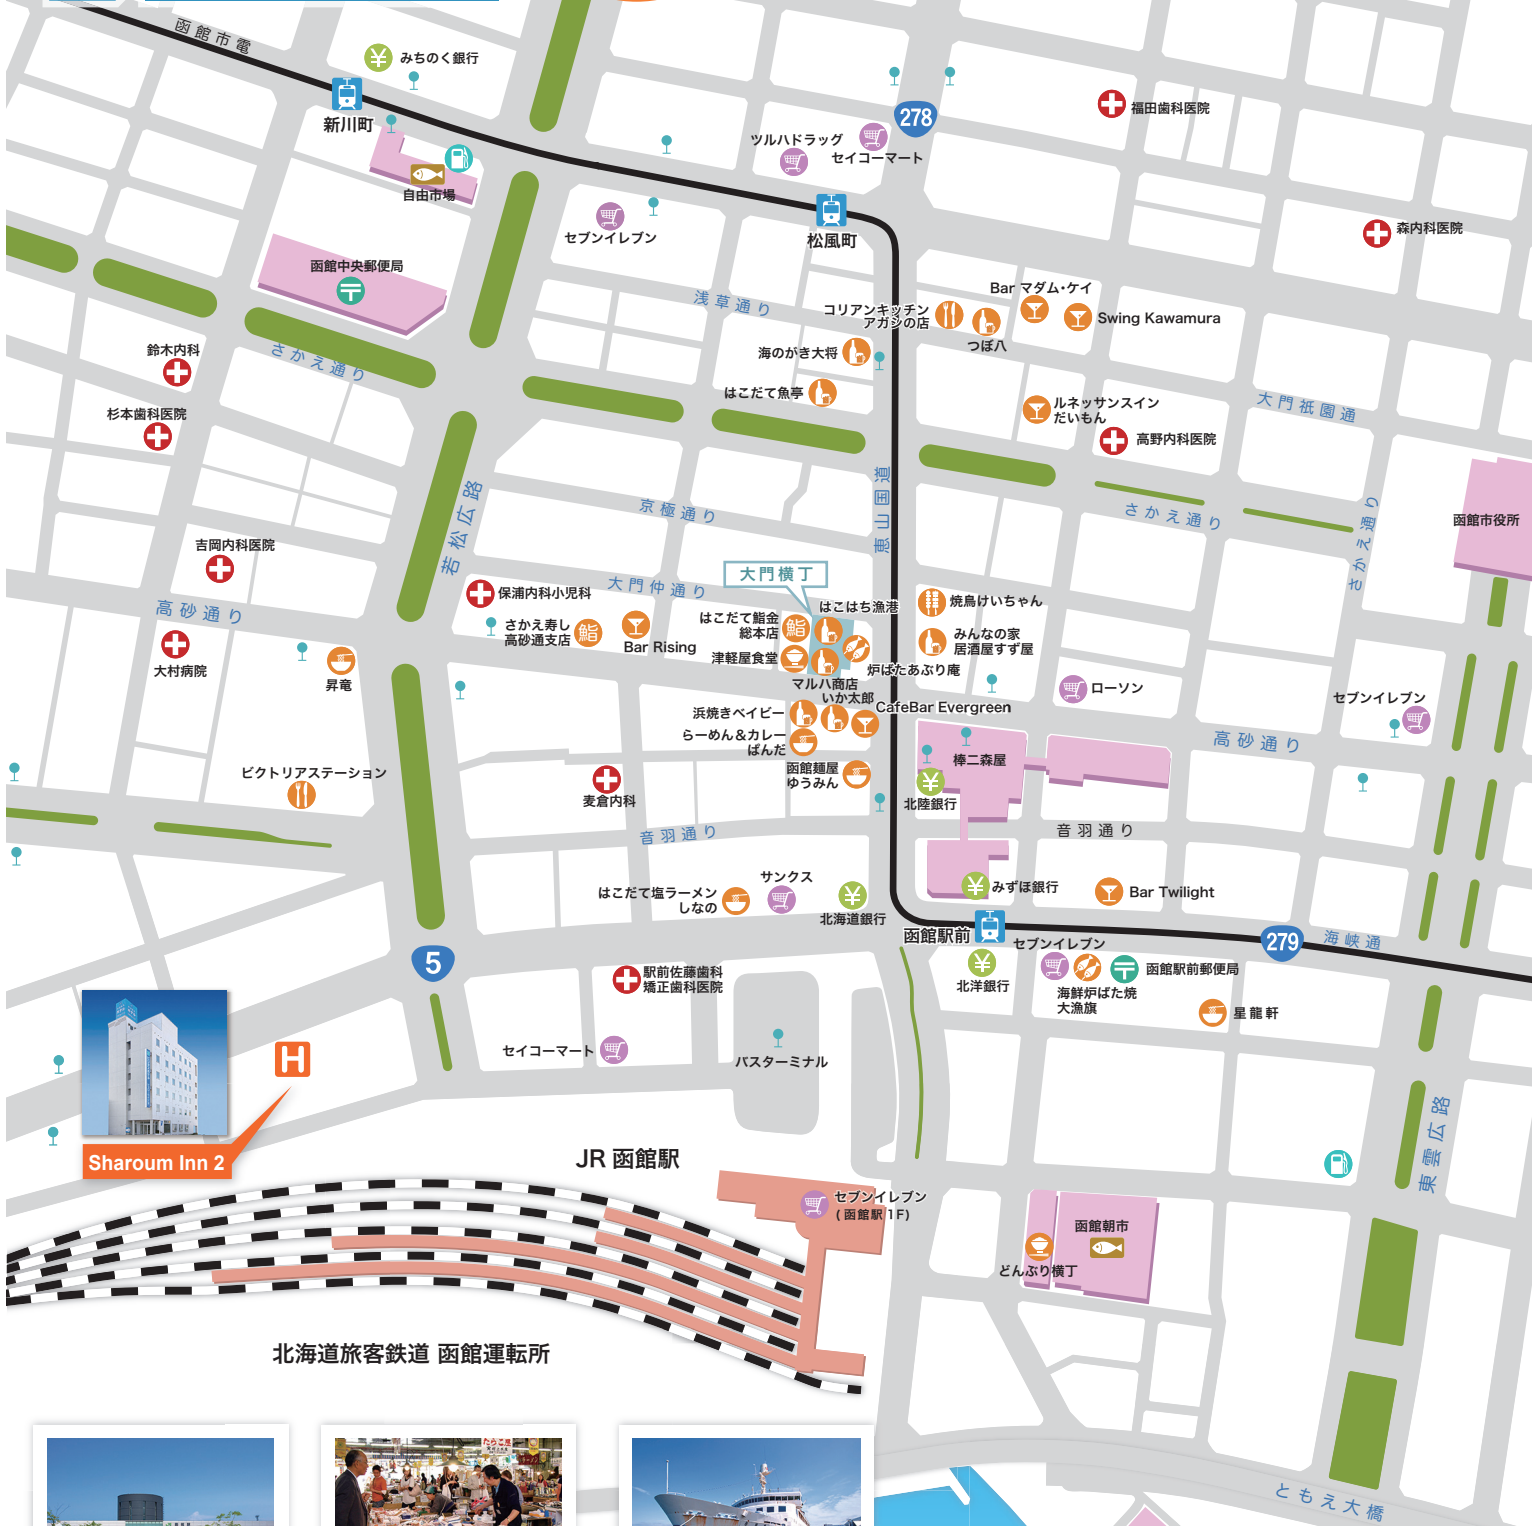 函館市電
みちのく銀行
新川町
278
福田歯科医院
ツルハドラッグ
セイコーマート
自由市場
セブンイレブン
松風町
森内科医院
函館中央郵便局
浅草通り
コリアンキッチン
アガシの店
Bar マダム・ケイ
Swing Kawamura
つぼ八
鈴木内科
さかえ通り
海のがき大将
はこだて魚亭
杉本歯科医院
ルネッサンスイン
だいもん
大門祇園通
高野内科医院
若松広路
京極通り
恵山国道
さかえ通り
さかえ通り
函館市役所
吉岡内科医院
大門横丁
保浦内科小児科
大門仲通り
高砂通り
はこはち漁港
焼鳥けいちゃん
さかえ寿し
高砂通支店
鮨
Bar Rising
はこだて鮨金
総本店
鮨
みんなの家
居酒屋すず屋
大村病院
昇竜
津軽屋食堂
炉ばたあぶり庵
マルハ商店
いか太郎
ローソン
セブンイレブン
浜焼きベイビー
CafeBar Evergreen
らーめん&カレー
ぱんだ
高砂通り
棒二森屋
ビクトリアステーション
函館麺屋
ゆうみん
麦倉内科
北陸銀行
音羽通り
音羽通り
サンクス
はこだて塩ラーメン
しなの
北海道銀行
みずほ銀行
Bar Twilight
函館駅前
279
海峡通
5
セブンイレブン
駅前佐藤歯科
矯正歯科医院
北洋銀行
函館駅前郵便局
海鮮炉ばた焼
大漁旗
星龍軒
セイコーマート
バスターミナル
H
Sharoum Inn 2
JR 函館駅
東雲広路
セブンイレブン
(函館駅1F)
函館朝市
どんぶり横丁
北海道旅客鉄道 函館運転所
たらこ屋
ともえ大橋